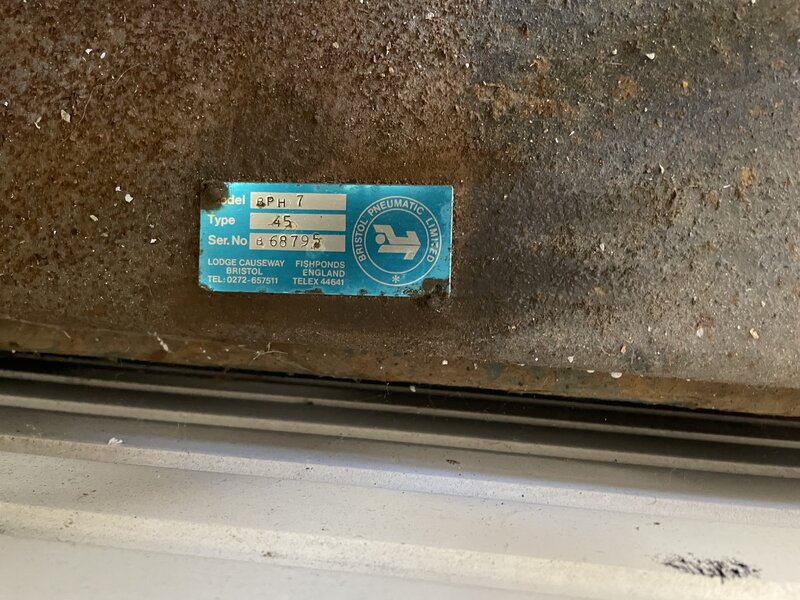 Model BPH 7
Type 45
Ser. No B 68795
LODGE CAUSEWAY FISHPONDS
BRISTOL ENGLAND
TEL: 0272-657511 TELEX 44641
BRISTOL PNEUMATIC LIMITED *